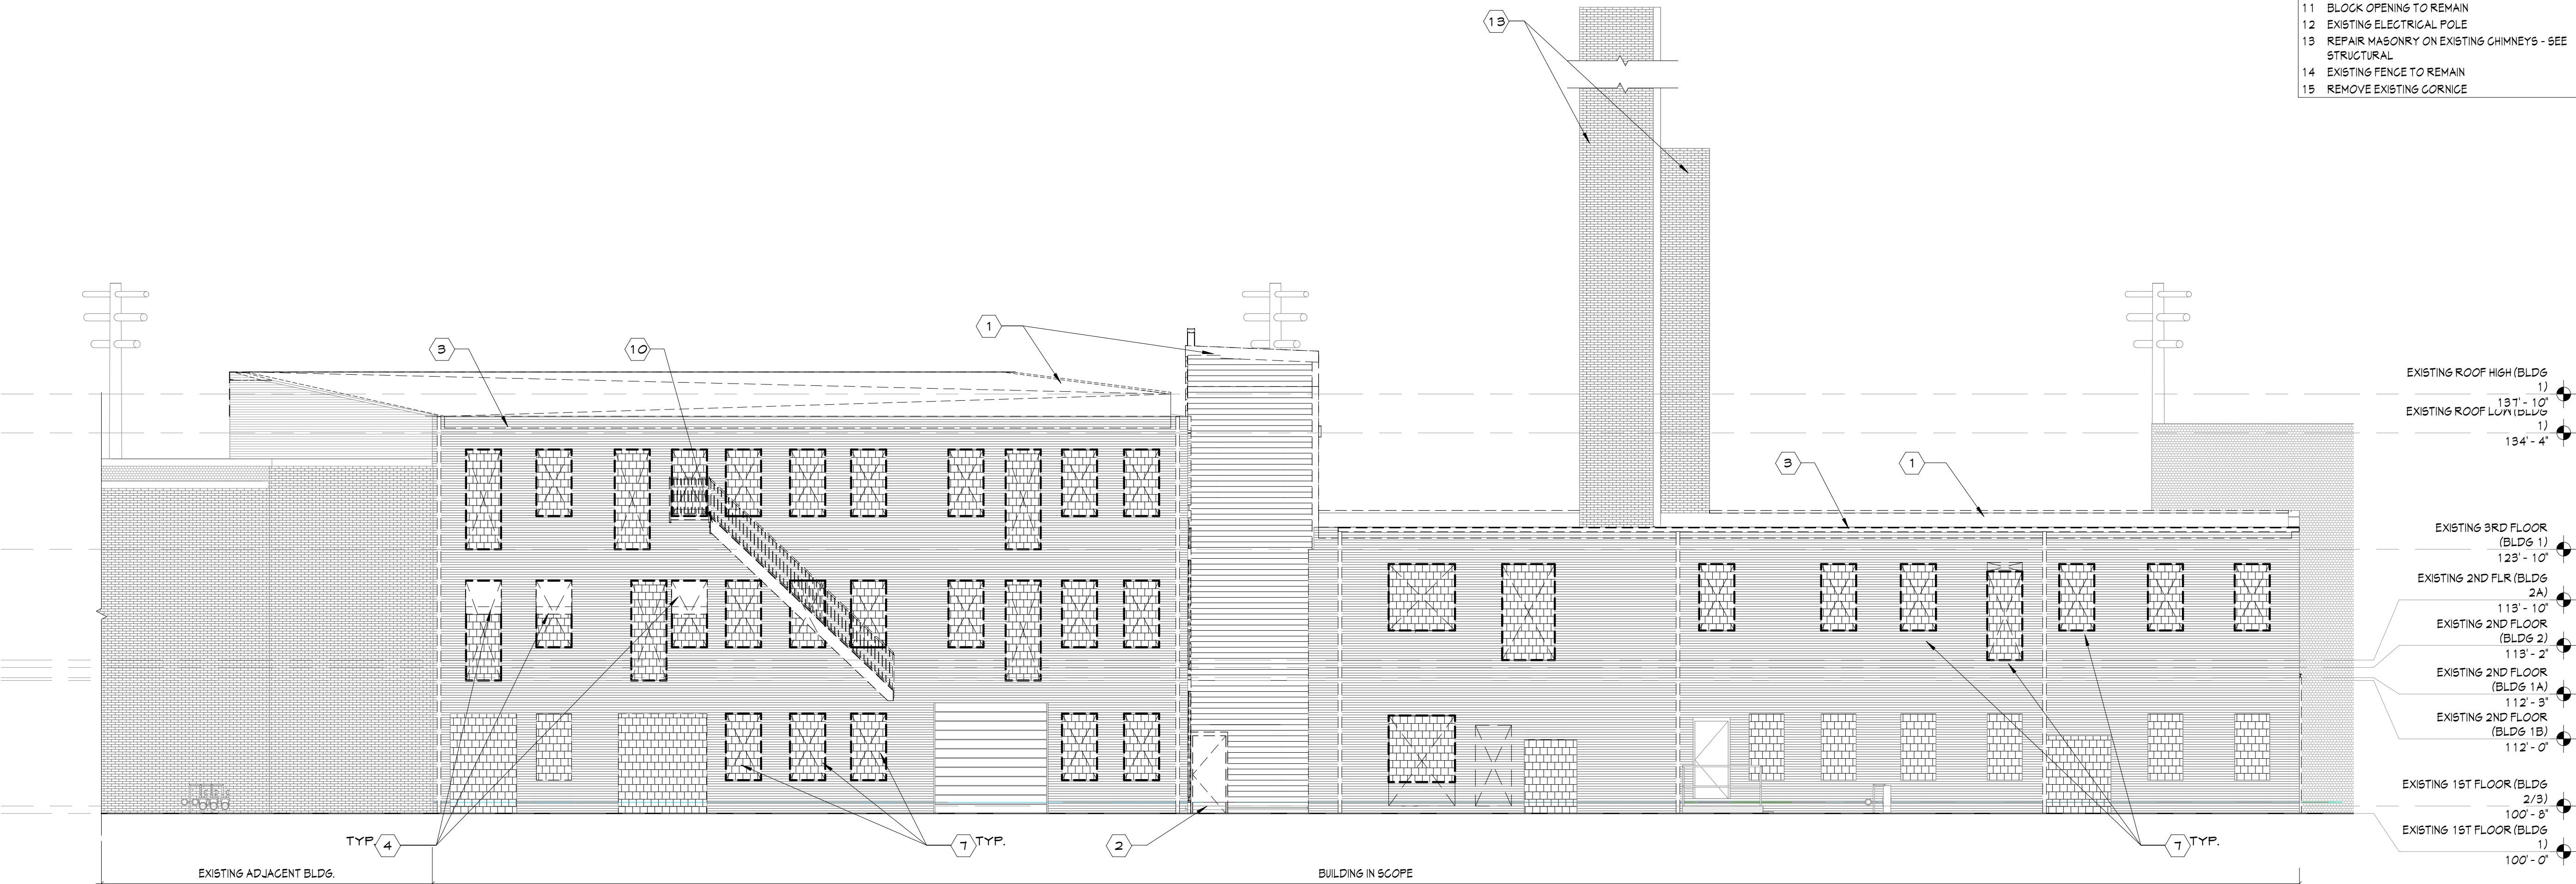 11 BLOCK OPENING TO REMAIN
12 EXISTING ELECTRICAL POLE
13 REPAIR MASONRY ON EXISTING CHIMNEYS - SEE
STRUCTURAL
14 EXISTING FENCE TO REMAIN
15 REMOVE EXISTING CORNICE
13
1
3
10
3
1
EXISTING ROOF HIGH (BLDG
1)
137' - 10"
EXISTING ROOF LOW (BLDG
1)
134' - 4"
EXISTING 3RD FLOOR
(BLDG 1)
123' - 10"
EXISTING 2ND FLR (BLDG
2A)
113' - 10"
EXISTING 2ND FLOOR
(BLDG 2)
113' - 2"
EXISTING 2ND FLOOR
(BLDG 1A)
112' - 3"
EXISTING 2ND FLOOR
(BLDG 1B)
112' - 0"
EXISTING 1ST FLOOR (BLDG
2/3)
100' - 8"
EXISTING 1ST FLOOR (BLDG
1)
100' - 0"
TYP. 4
7 TYP.
2
7 TYP.
EXISTING ADJACENT BLDG.
BUILDING IN SCOPE